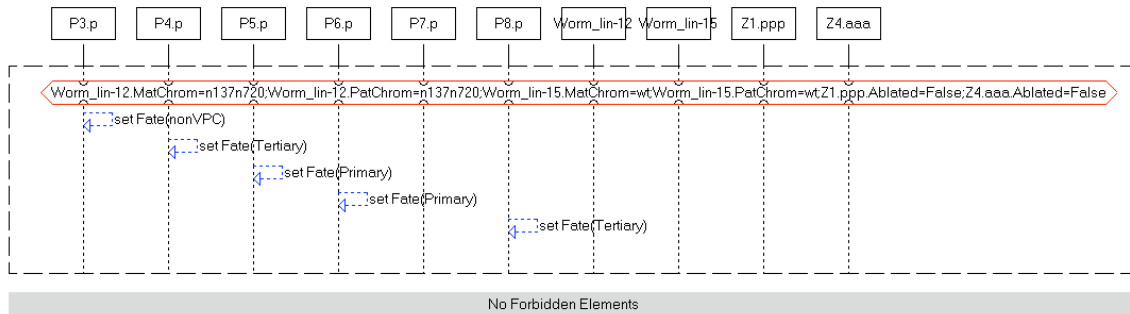 P3.p P4.p P5.p P6.p P7.p P8.p Worm_lin-12 Worm_lin-15 Z1.ppp Z4.aaa
Worm_lin-12.MatChrom=n137n720;Worm_lin-12.PatChrom=n137n720;Worm_lin-15.MatChrom=wt;Worm_lin-15.PatChrom=wt;Z1.ppp.Ablated=False;Z4.aaa.Ablated=False
set Fate(nonVPC)
set Fate(Tertiary)
set Fate(Primary)
set Fate(Primary)
set Fate(Tertiary)
No Forbidden Elements